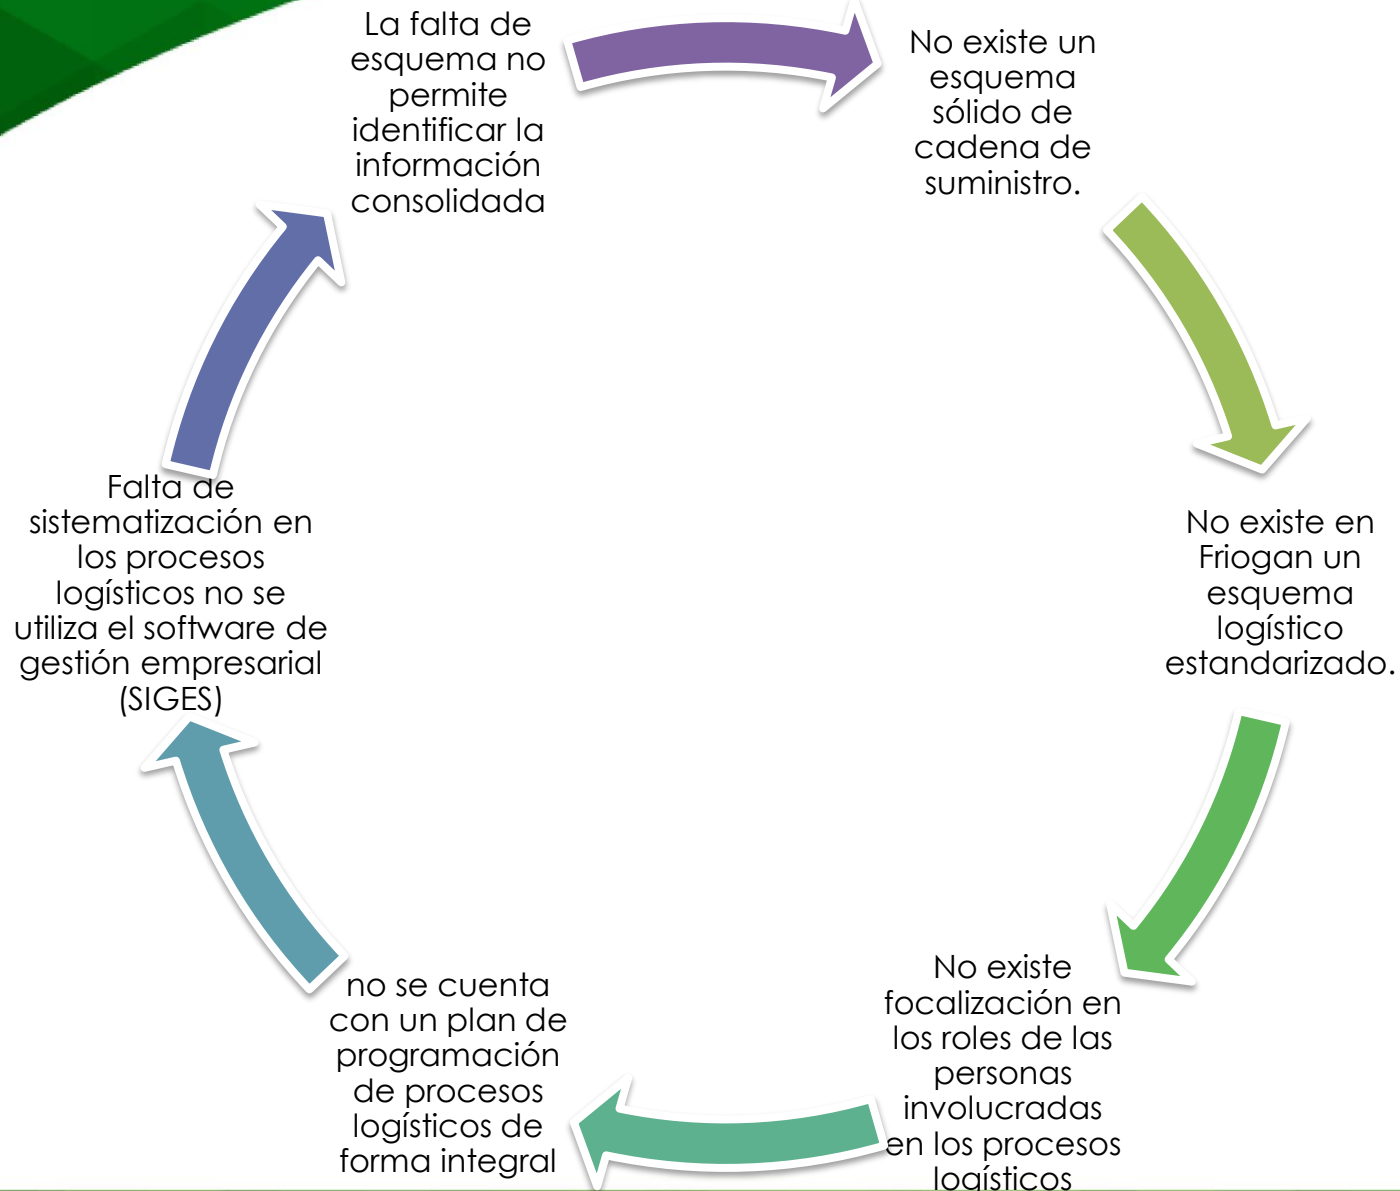 La falta de
esquema no
permite
identificar la
información
consolidada
No existe un
esquema
sólido de
cadena de
suministro.
No existe en
Friogan un
esquema
logístico
estandarizado.
No existe
focalización en
los roles de las
personas
involucradas
en los procesos
logísticos
no se cuenta
con un plan de
programación
de procesos
logísticos de
forma integral
Falta de
sistematización en
los procesos
logísticos no se
utiliza el software de
gestión empresarial
(SIGES)